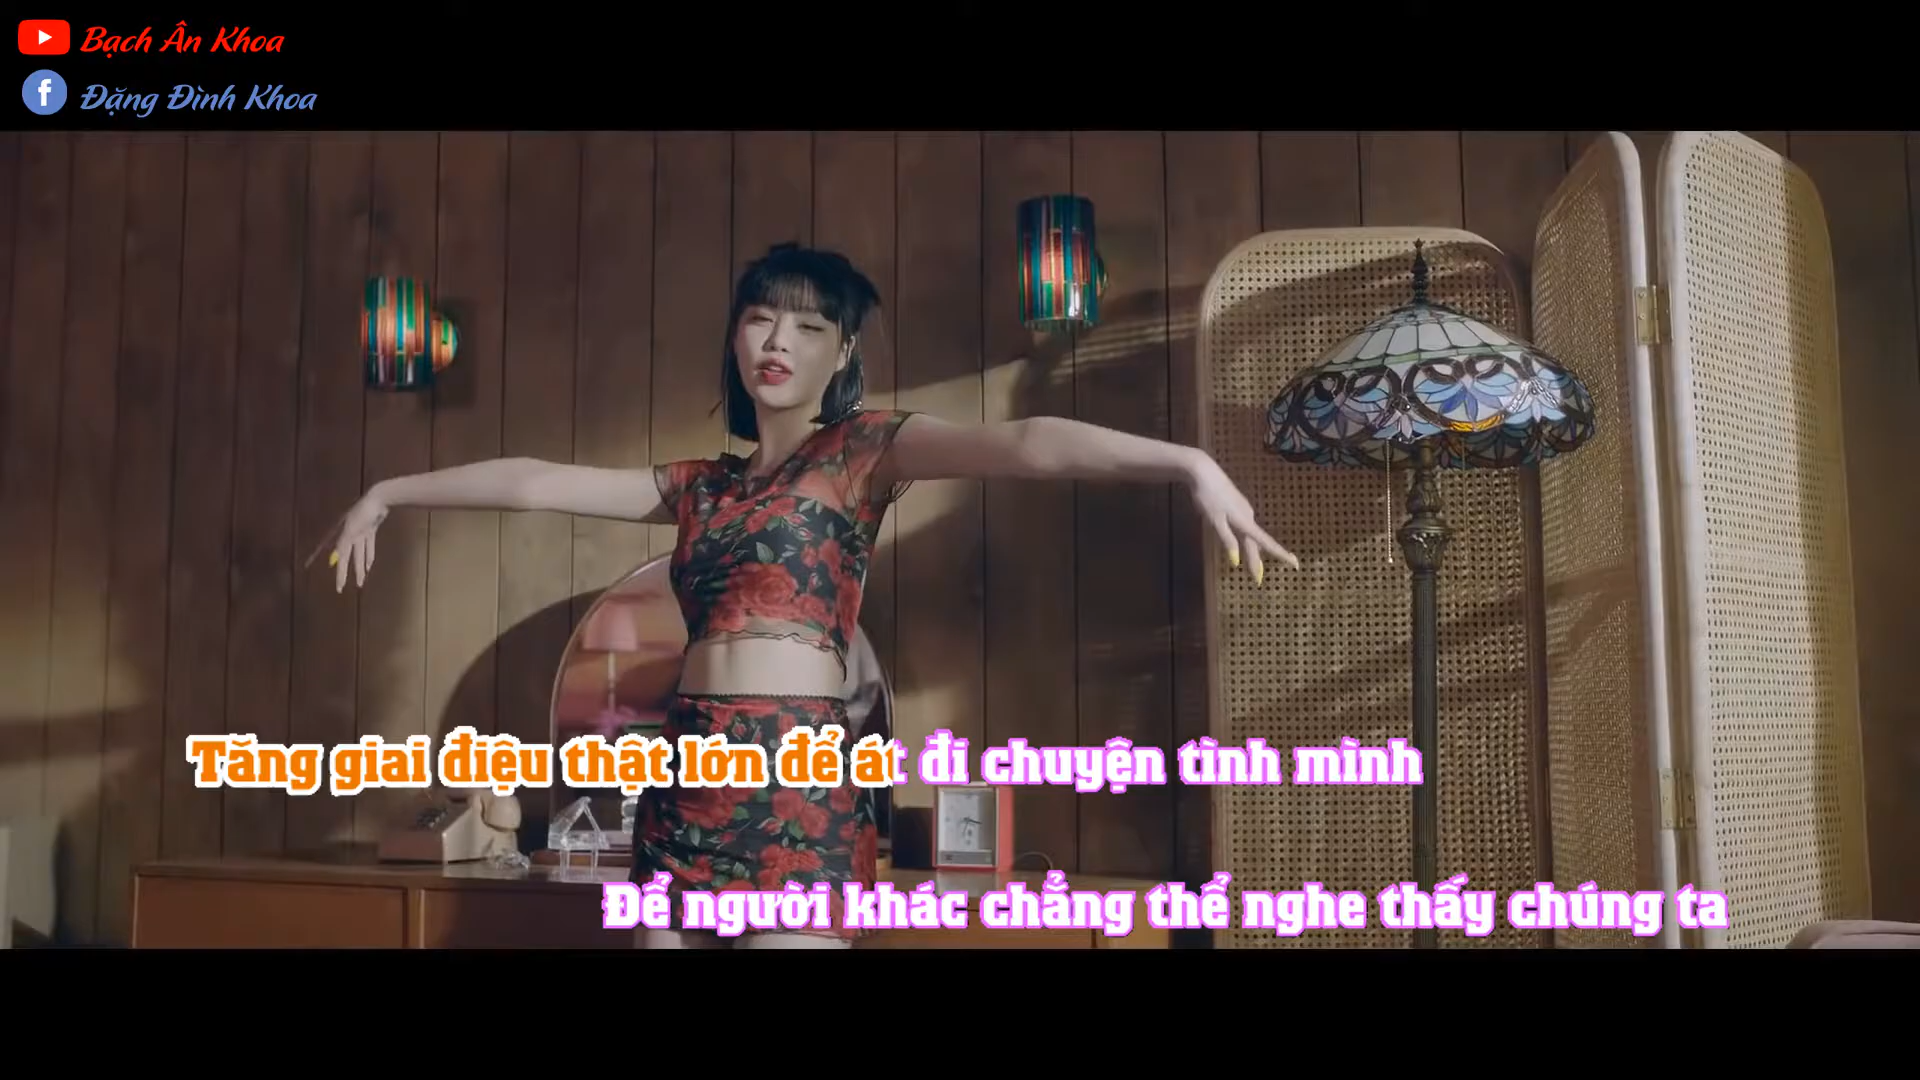 Bạch Ân Khoa
Đặng Đình Khoa
Tăng giai điệu thật lớn để át đi chuyện tình mình
Để người khác chẳng thể nghe thấy chúng ta